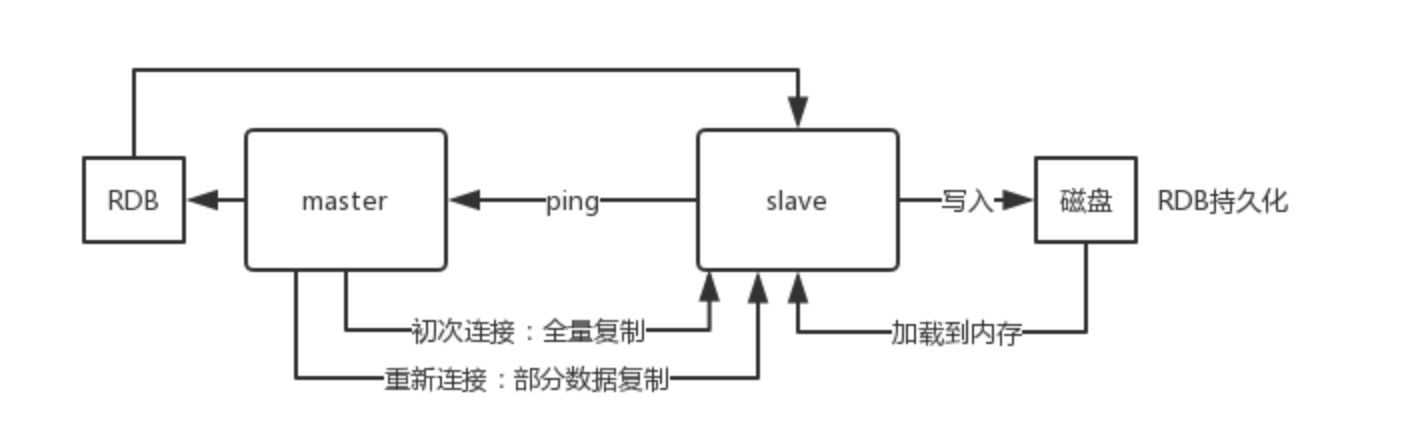 RDB
master
ping
slave
写入
磁盘
RDB持久化
初次连接：全量复制
加载到内存
重新连接：部分数据复制